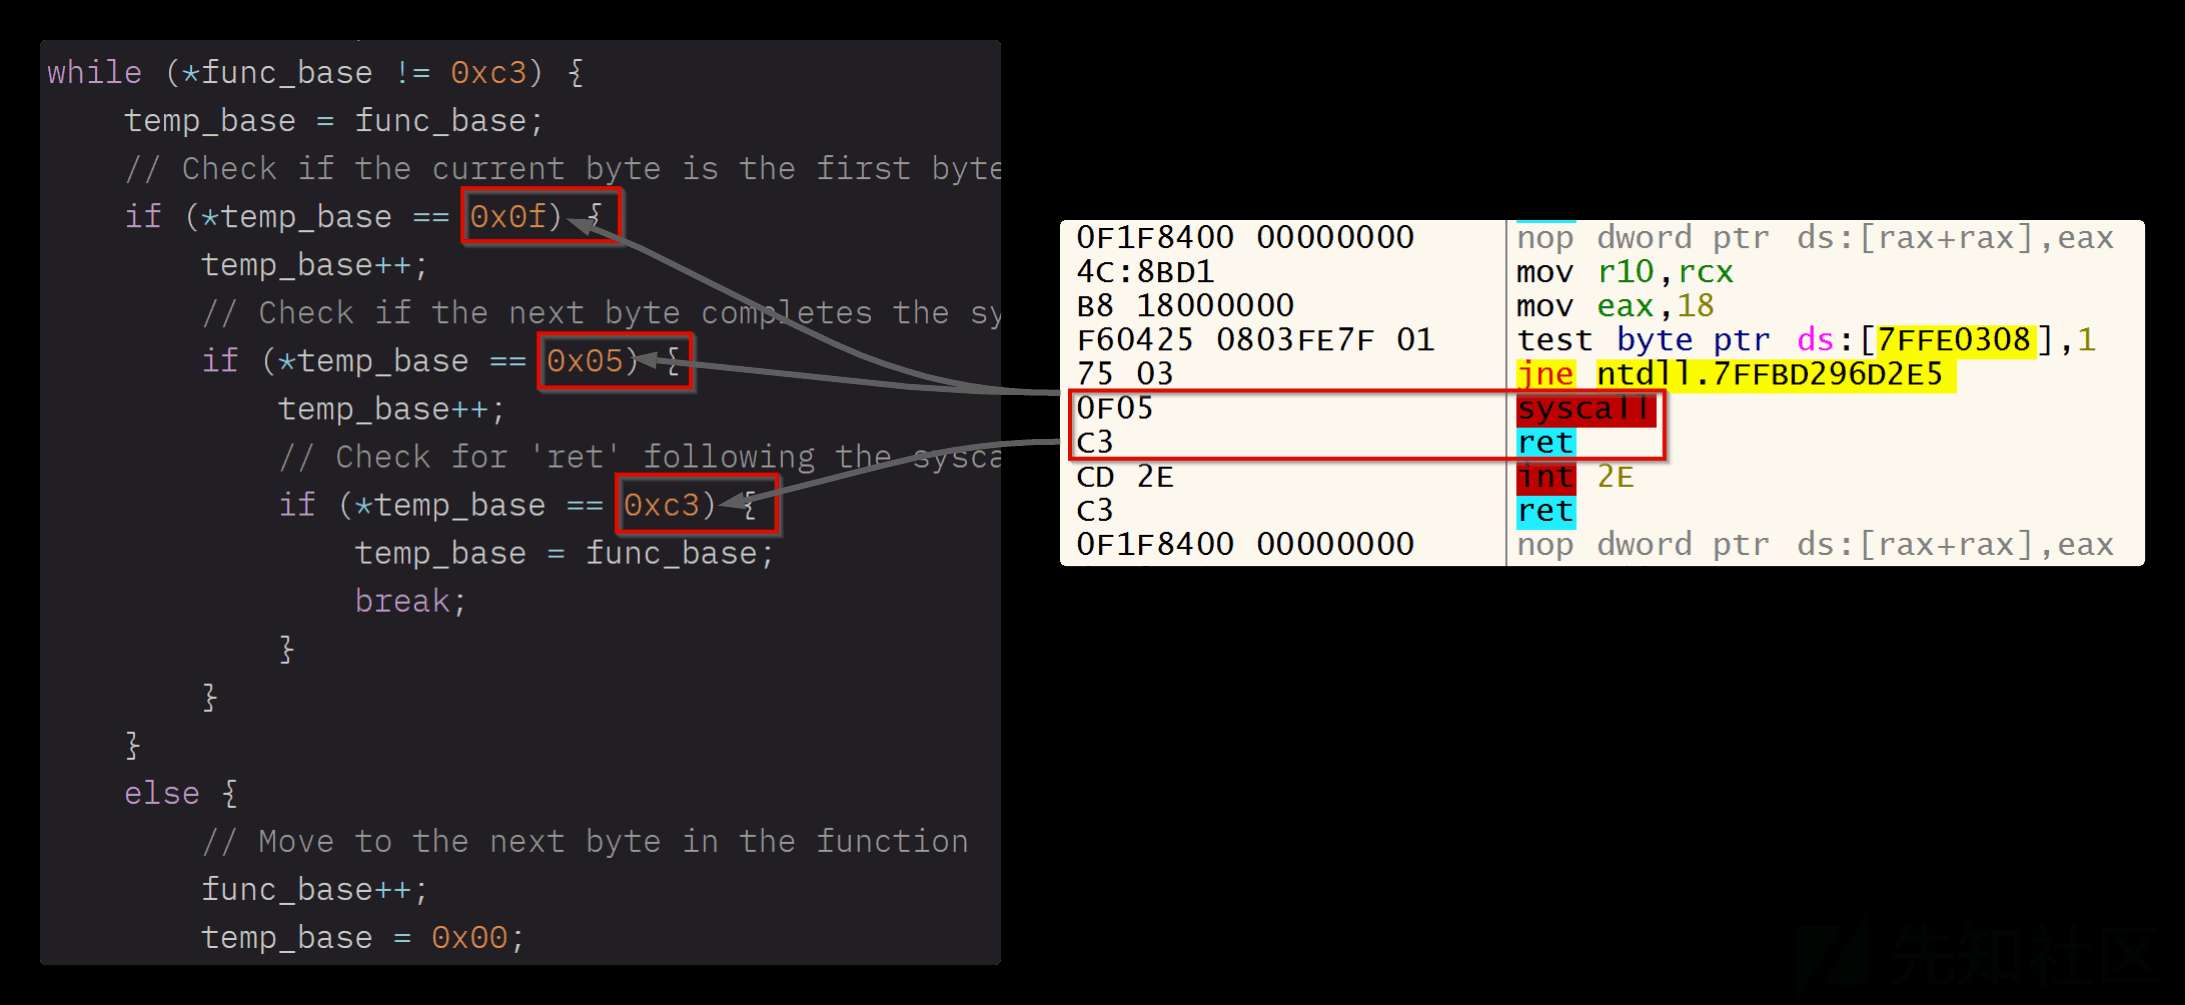 while (*func_base != 0xc3) {
temp_base = func_base;
// Check if the current byte is the first byte
if (*temp_base == 0x0f) {
temp_base++;
// Check if the next byte completes the sy
if (*temp_base == 0x05) {
temp_base++;
// Check for 'ret' following the sysca
if (*temp_base == 0xc3) {
temp_base = func_base;
break;
}
}
}
else {
// Move to the next byte in the function
func_base++;
temp_base = 0x00;
0F1F8400 00000000 nop dword ptr ds:[rax+rax],eax
4C:8BD1 mov r10,rcx
B8 18000000 mov eax,18
F60425 0803FE7F 01 test byte ptr ds:[7FFE0308],1
75 03 jne ntdll.7FFBD296D2E5
0F05 syscall
C3 ret
CD 2E int 2E
C3 ret
0F1F8400 00000000 nop dword ptr ds:[rax+rax],eax
先知社区